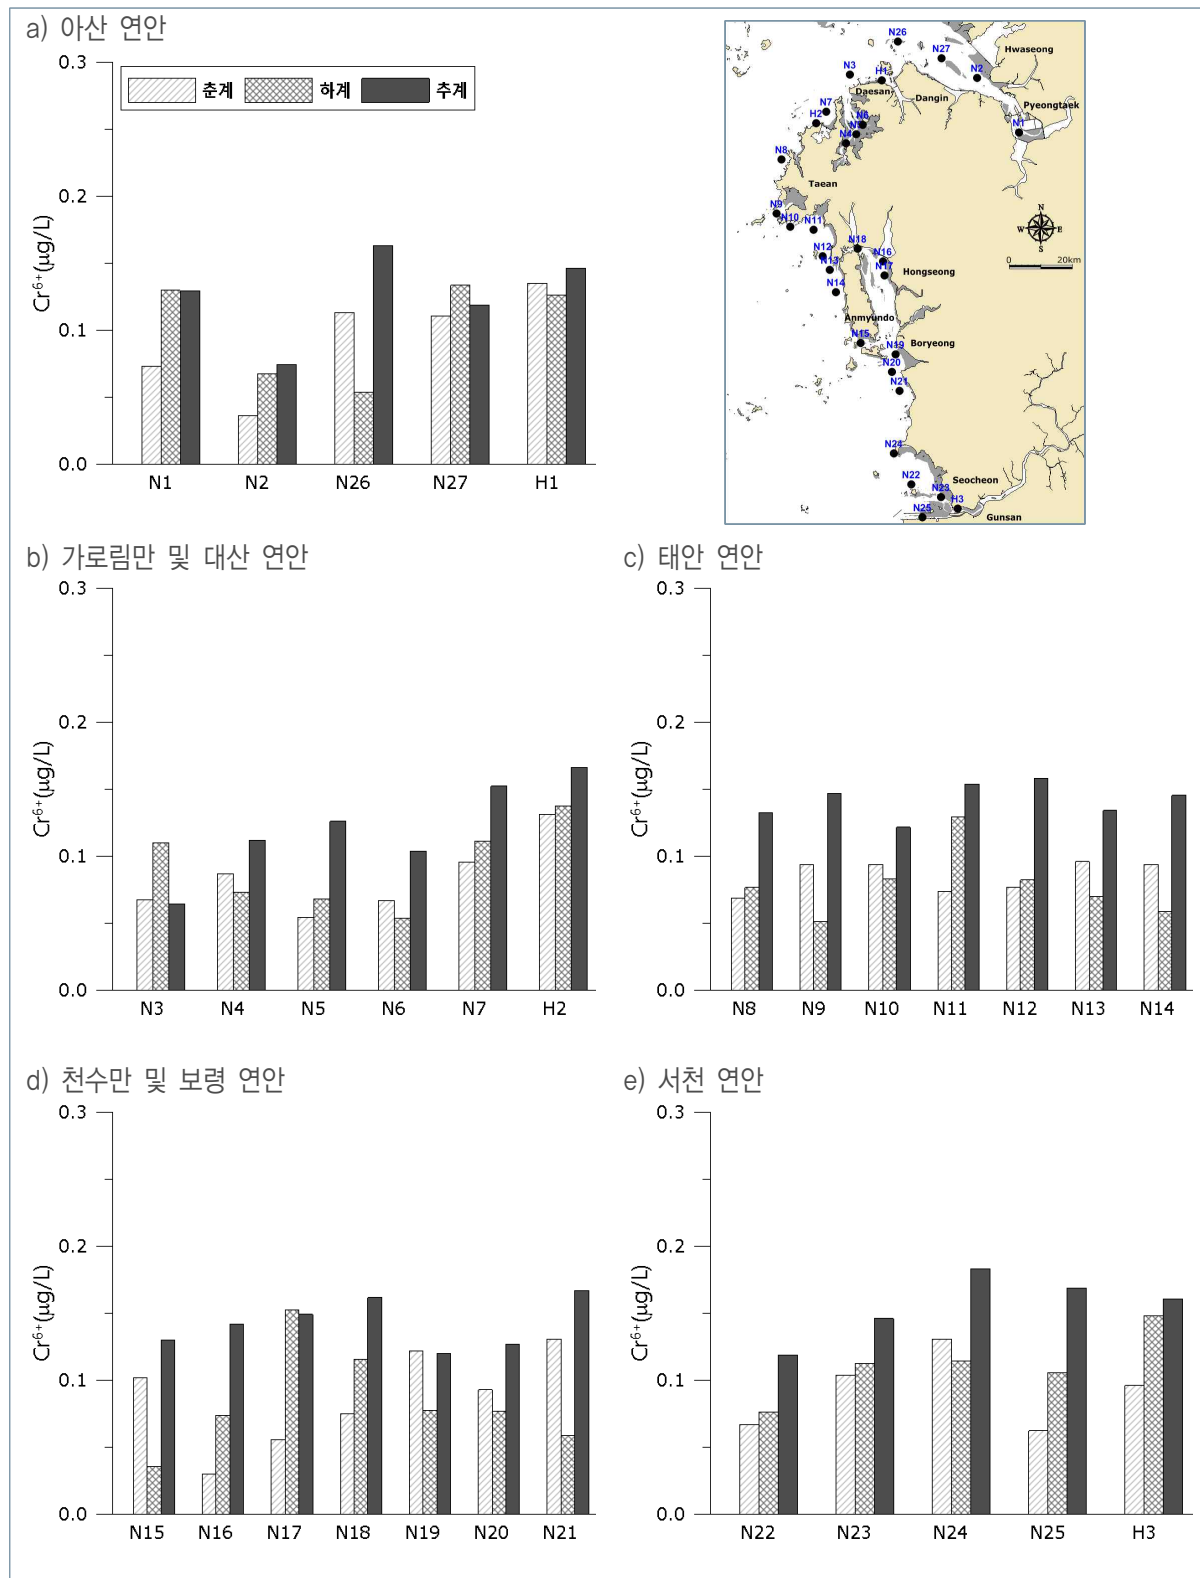 a) 아산 연안
0.3
0.2
0.1
0.0
Cr⁶⁺(μg/L)
춘계 하계 추계
N1 N2 N26 N27 H1
N26
N27
Hwaseong
N3
H1
N2
Daesan
Dangin
Pyeongtaek
N7
H2
N6
N5
N1
N4
N8
Taean
N9
N10
N11
N
W E
S
N18
N12
N16
0 20km
N13
N17
Hongseong
N14
Anmyundo
N15
Boryeong
N19
N20
N21
N24
N22
Seocheon
N23
H3
N25
Gunsan
b) 가로림만 및 대산 연안
0.3
0.2
0.1
0.0
Cr⁶⁺(μg/L)
N3 N4 N5 N6 N7 H2
c) 태안 연안
0.3
0.2
0.1
0.0
Cr⁶⁺(μg/L)
N8 N9 N10 N11 N12 N13 N14
d) 천수만 및 보령 연안
0.3
0.2
0.1
0.0
Cr⁶⁺(μg/L)
N15 N16 N17 N18 N19 N20 N21
e) 서천 연안
0.3
0.2
0.1
0.0
Cr⁶⁺(μg/L)
N22 N23 N24 N25 H3